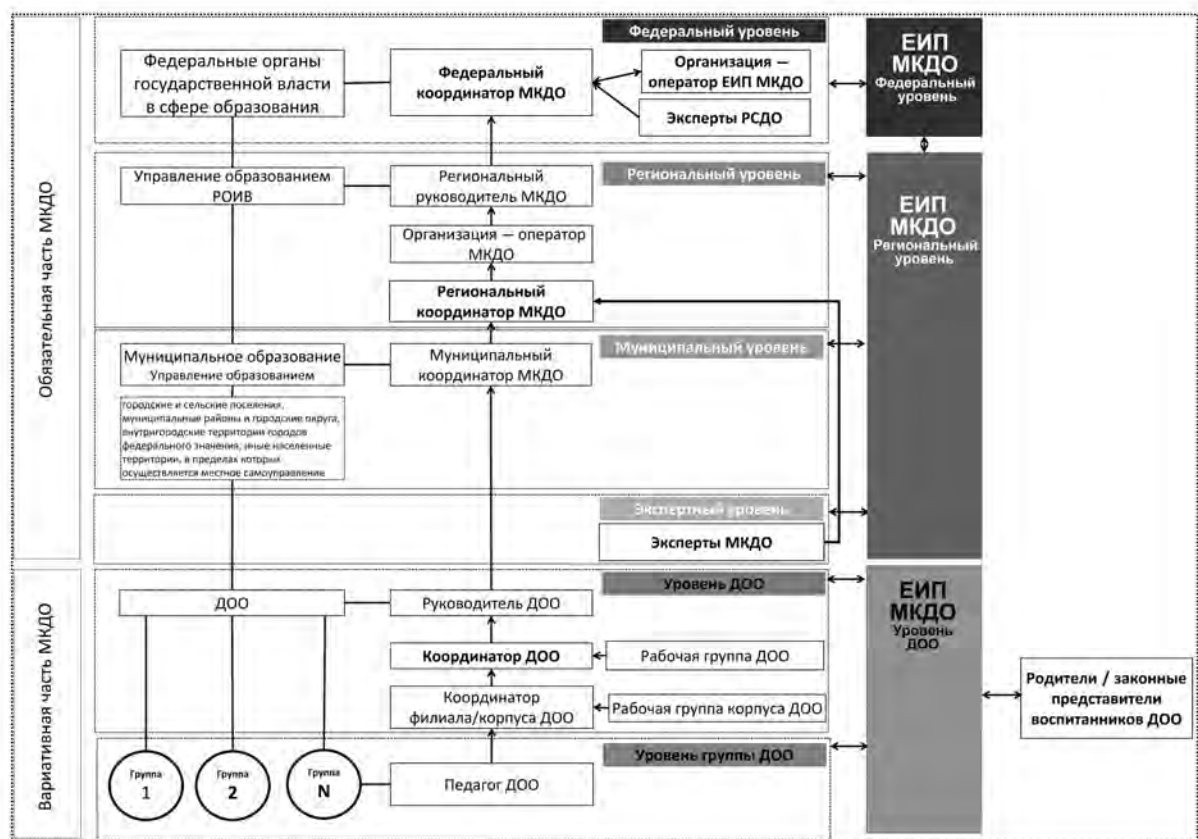 Обязательная часть МКДО
Федеральный уровень
Федеральные органы
государственной власти
в сфере образования
Федеральный
координатор МКДО
Организация —
оператор ЕИП МКДО
Эксперты РСДО
ЕИП
МКДО
Федеральный
уровень
Региональный уровень
Управление образованием
РОИВ
Региональный
руководитель МКДО
Организация — оператор
МКДО
Региональный
координатор МКДО
ЕИП
МКДО
Региональный
уровень
Муниципальный уровень
Муниципальное образование
Управление образованием
Муниципальный
координатор МКДО
городские и сельские поселения,
муниципальные районы и городские округа,
внутригородские территории городов
федерального значения, иные населенные
территории, в пределах которых
осуществляется местное самоуправление
Экспертный уровень
Эксперты МКДО
Вариативная часть МКДО
Уровень ДОО
ДОО
Руководитель ДОО
Координатор ДОО
Рабочая группа ДОО
Координатор
филиала/корпуса ДОО
Рабочая группа корпуса ДОО
ЕИП
МКДО
Уровень
ДОО
Родители / законные
представители
воспитанников ДОО
Уровень группы ДОО
Группа
1
Группа
2
Группа
N
Педагог ДОО